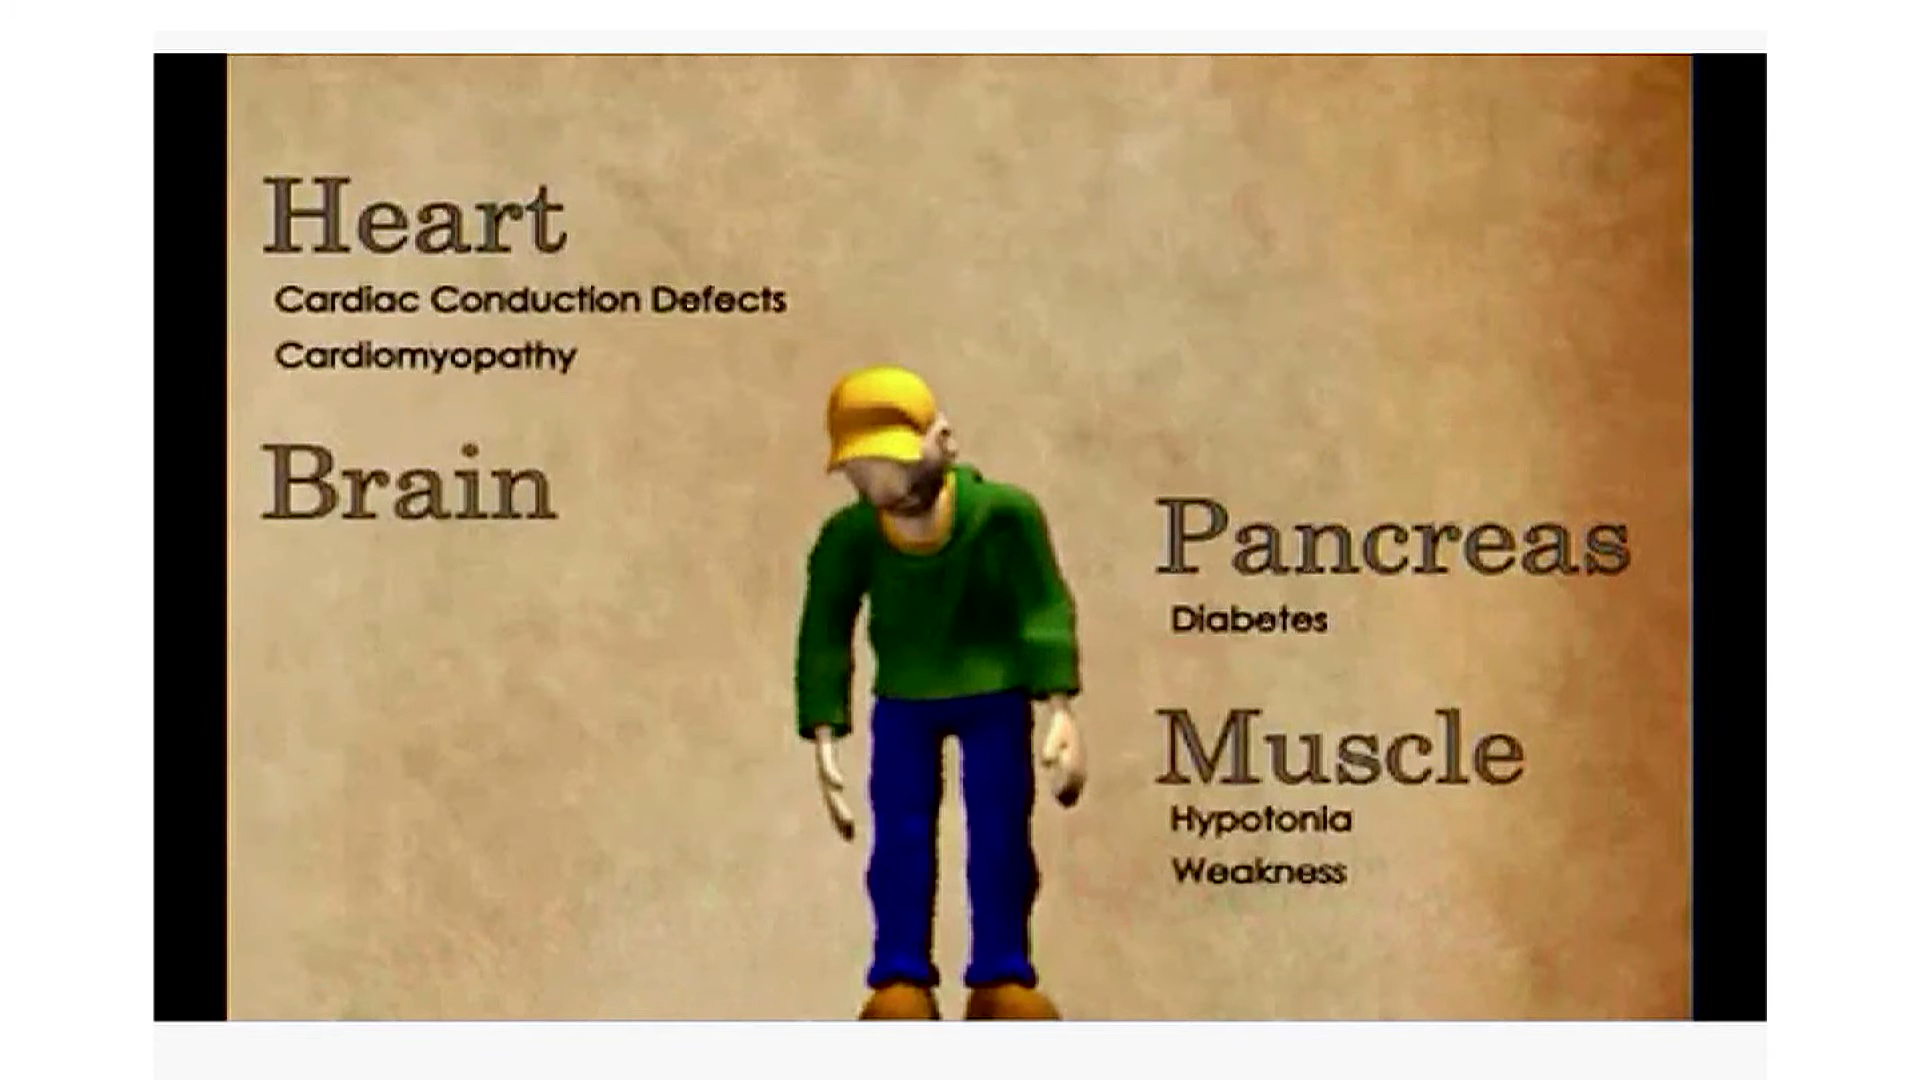 Heart
Cardiac Conduction Defects
Cardiomyopathy
Brain
Pancreas
Diabetes
Muscle
Hypotonia
Weakness